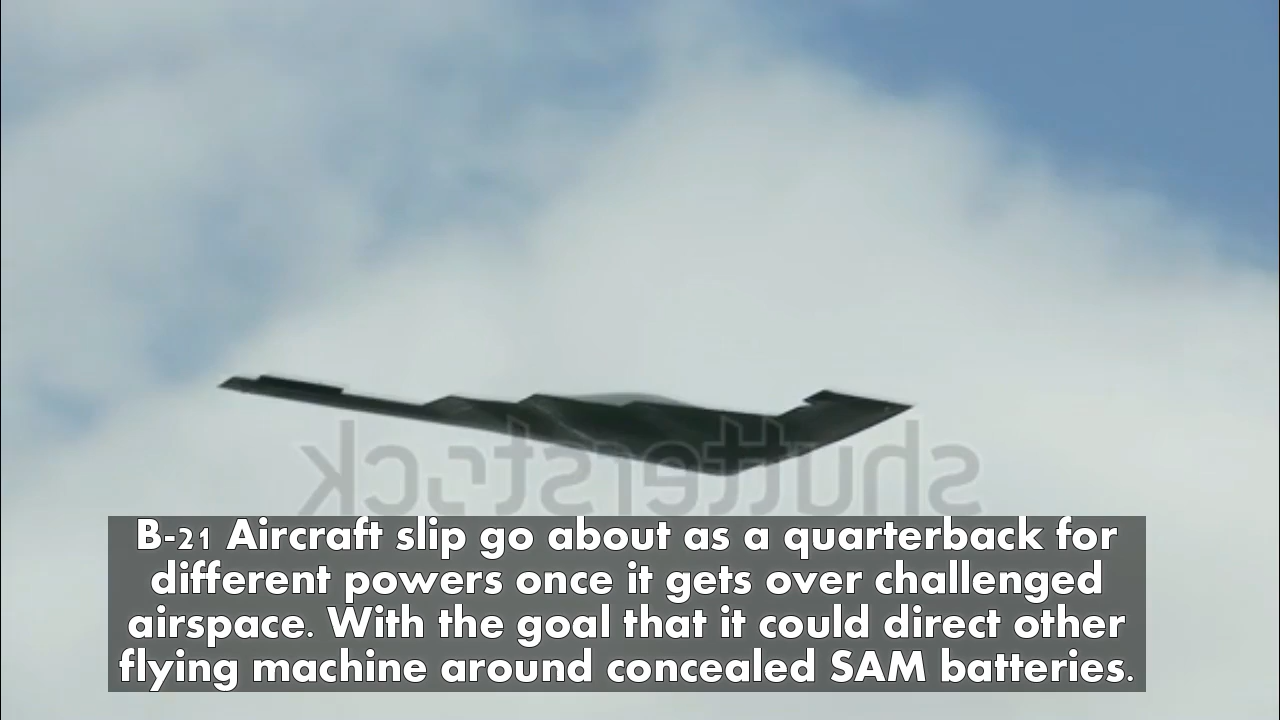 shutterstock
B-21 Aircraft slip go about as a quarterback for
different powers once it gets over challenged
airspace. With the goal that it could direct other
flying machine around concealed SAM batteries.